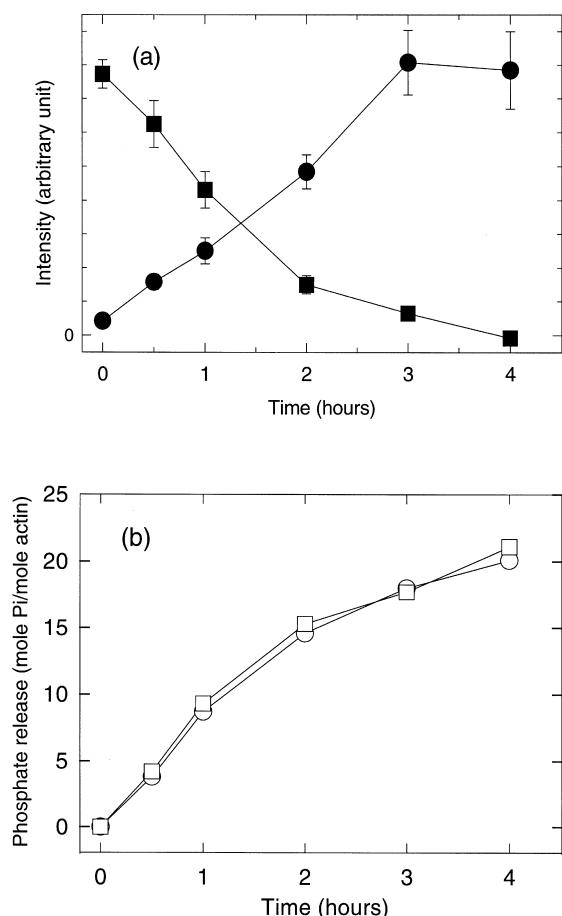 (a)
Intensity (arbitrary unit)
0
0 1 2 3 4
Time (hours)
(b)
Phosphate release (mole Pi/mole actin)
25
20
15
10
5
0
0 1 2 3 4
Time (hours)